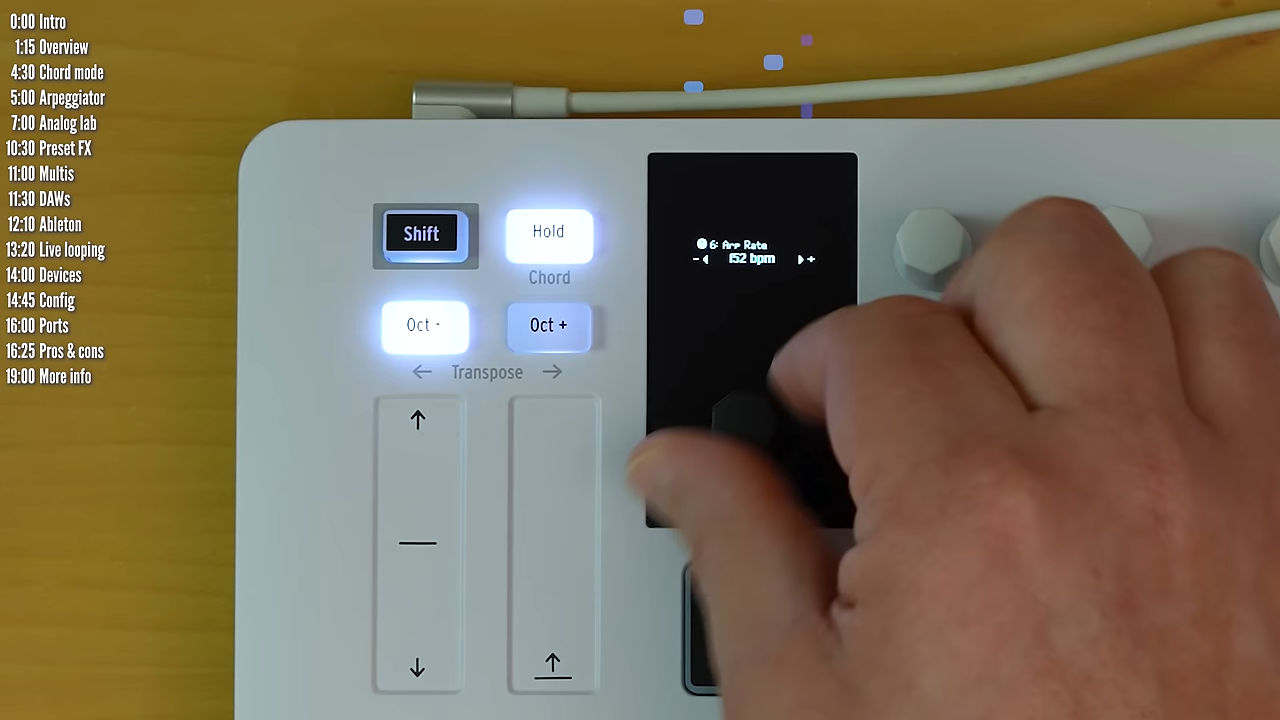 0:00 Intro
1:15 Overview
4:30 Chord mode
5:00 Arpeggiator
7:00 Analog lab
10:30 Preset FX
11:00 Multis
11:30 DAWs
12:10 Ableton
13:20 Live looping
14:00 Devices
14:45 Config
16:00 Ports
16:25 Pros & cons
19:00 More info
Shift
Hold
Chord
Oct -
Oct +
← Transpose →
6: Arp Rate
152 bpm